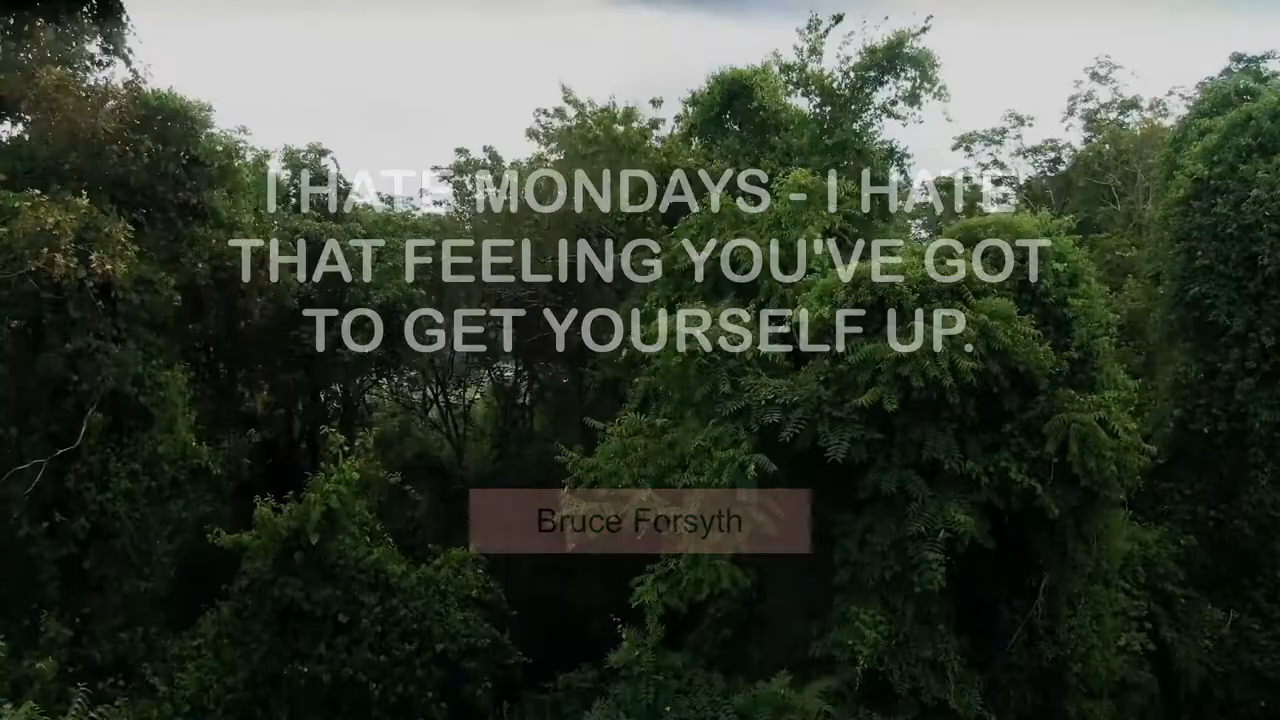 I HATE MONDAYS - I HATE
THAT FEELING YOU'VE GOT
TO GET YOURSELF UP.
Bruce Forsyth